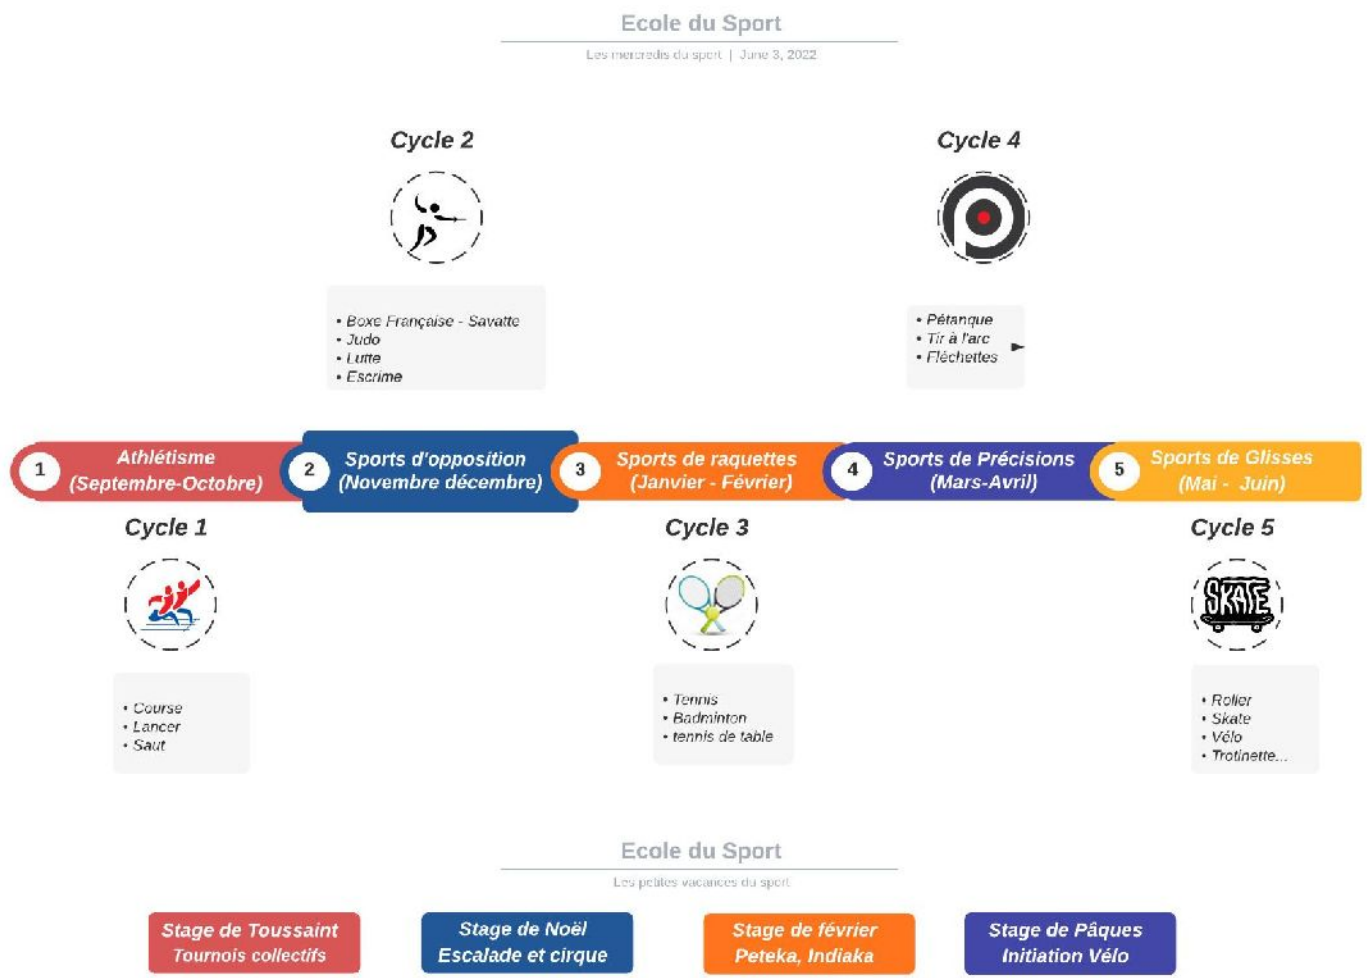 Ecole du Sport
Les mercredis du sport | June 3, 2022
Cycle 2
Cycle 4
• Boxe Française - Savatte
• Judo
• Lutte
• Escrime
• Pétanque
• Tir à l'arc
• Fléchettes
1
Athlétisme
(Septembre-Octobre)
2
Sports d'opposition
(Novembre décembre)
3
Sports de raquettes
(Janvier - Février)
4
Sports de Précisions
(Mars-Avril)
5
Sports de Glisses
(Mai - Juin)
Cycle 1
Cycle 3
Cycle 5
SKATE
• Course
• Lancer
• Saut
• Tennis
• Badminton
• tennis de table
• Roller
• Skate
• Vélo
• Trotinette...
Ecole du Sport
Les petites vacances du sport
Stage de Toussaint
Tournois collectifs
Stage de Noël
Escalade et cirque
Stage de février
Peteka, Indiaka
Stage de Pâques
Initiation Vélo